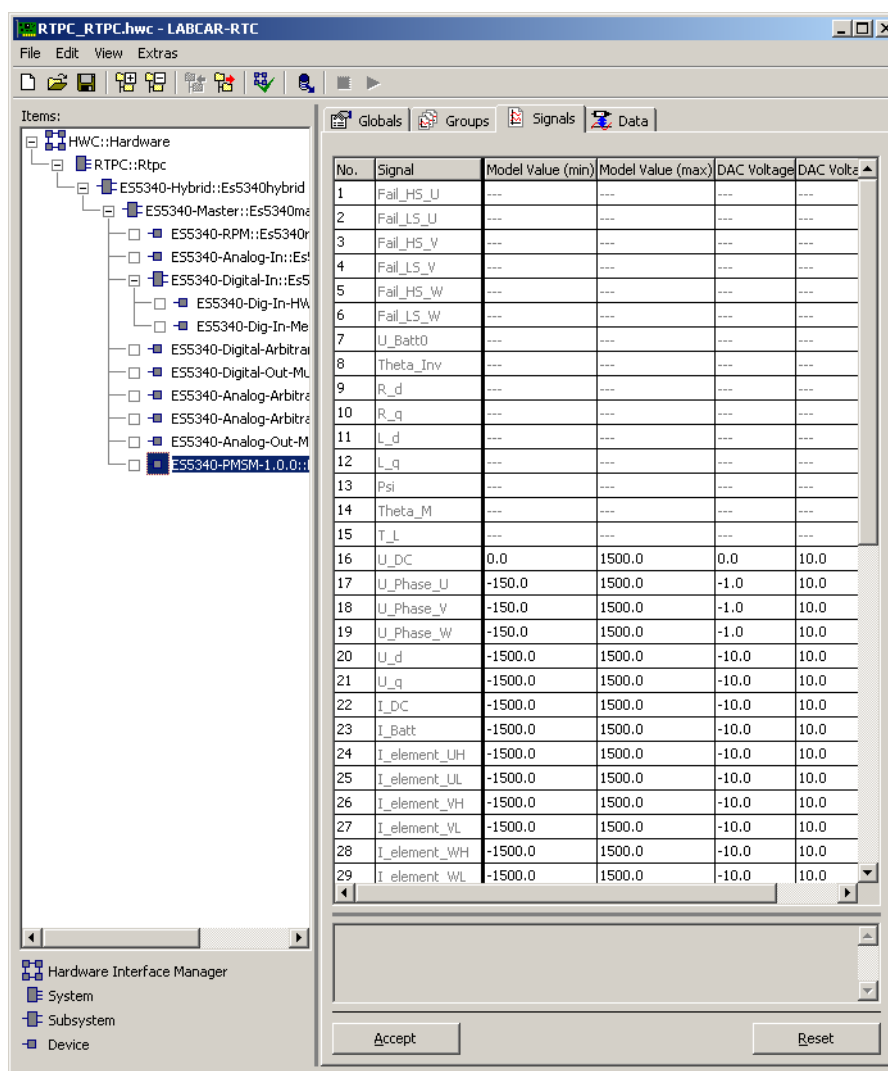 RTPC_RTPC.hwc - LABCAR-RTC
File Edit View Extras
Items:
HWC::Hardware
RTPC::Rtpc
ES5340-Hybrid::Es5340hybrid
ES5340-Master::Es5340ma
ES5340-RPM::Es5340r
ES5340-Analog-In::Es5
ES5340-Digital-In::Es5
ES5340-Dig-In-HW
ES5340-Dig-In-Me
ES5340-Digital-Arbitrar
ES5340-Digital-Out-Mu
ES5340-Analog-Arbitra
ES5340-Analog-Arbitra
ES5340-Analog-Out-M
ES5340-PMSM-1.0.0::
Globals Groups Signals Data
No. Signal Model Value (min) Model Value (max) DAC Voltage DAC Volta
1 Fail_HS_U --- --- --- ---
2 Fail_LS_U --- --- --- ---
3 Fail_HS_V --- --- --- ---
4 Fail_LS_V --- --- --- ---
5 Fail_HS_W --- --- --- ---
6 Fail_LS_W --- --- --- ---
7 U_Batt0 --- --- --- ---
8 Theta_Inv --- --- --- ---
9 R_d --- --- --- ---
10 R_q --- --- --- ---
11 L_d --- --- --- ---
12 L_q --- --- --- ---
13 Psi --- --- --- ---
14 Theta_M --- --- --- ---
15 T_L --- --- --- ---
16 U_DC 0.0 1500.0 0.0 10.0
17 U_Phase_U -150.0 1500.0 -1.0 10.0
18 U_Phase_V -150.0 1500.0 -1.0 10.0
19 U_Phase_W -150.0 1500.0 -1.0 10.0
20 U_d -1500.0 1500.0 -10.0 10.0
21 U_q -1500.0 1500.0 -10.0 10.0
22 I_DC -1500.0 1500.0 -10.0 10.0
23 I_Batt -1500.0 1500.0 -10.0 10.0
24 I_element_UH -1500.0 1500.0 -10.0 10.0
25 I_element_UL -1500.0 1500.0 -10.0 10.0
26 I_element_VH -1500.0 1500.0 -10.0 10.0
27 I_element_VL -1500.0 1500.0 -10.0 10.0
28 I_element_WH -1500.0 1500.0 -10.0 10.0
29 I_element_WL -1500.0 1500.0 -10.0 10.0
Hardware Interface Manager
System
Subsystem
Device
Accept Reset